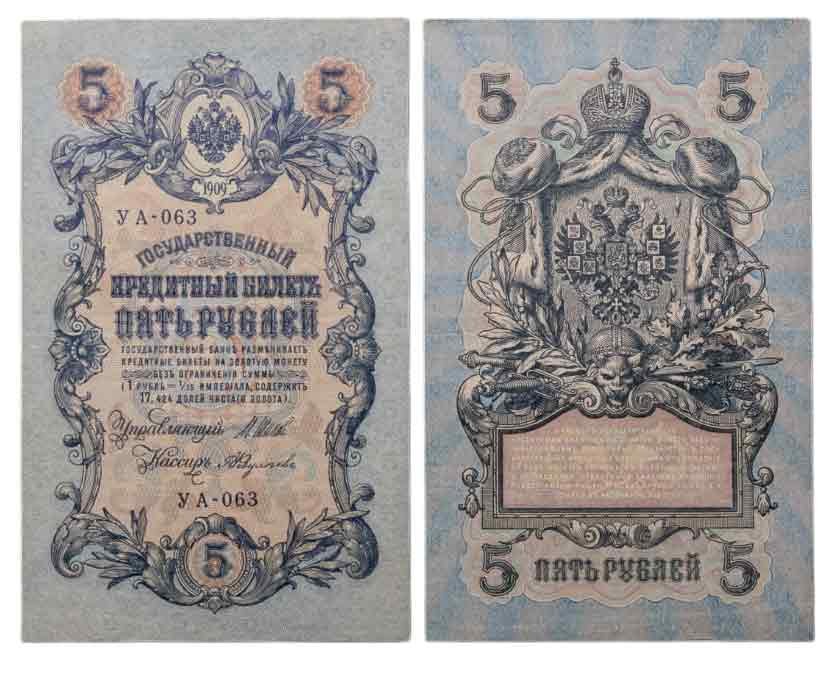 5 5
1909
УА-063
ГОСУДАРСТВЕННЫЙ
КРЕДИТНЫЙ БИЛЕТЪ
ПЯТЬ РУБЛЕЙ
ГОСУДАРСТВЕННЫЙ БАНКЪ РАЗМѢНИВАЕТЪ
КРЕДИТНЫЕ БИЛЕТЫ НА ЗОЛОТУЮ МОНЕТУ
БЕЗЪ ОГРАНИЧЕНІЯ СУММЫ
(1 РУБЛЬ = 1/15 ИМПЕРІАЛА, СОДЕРЖИТЪ
17,424 ДОЛЕЙ ЧИСТАГО ЗОЛОТА).
Управляющій
Кассиръ
УА-063
5
5 5
5 ПЯТЬ РУБЛЕЙ 5